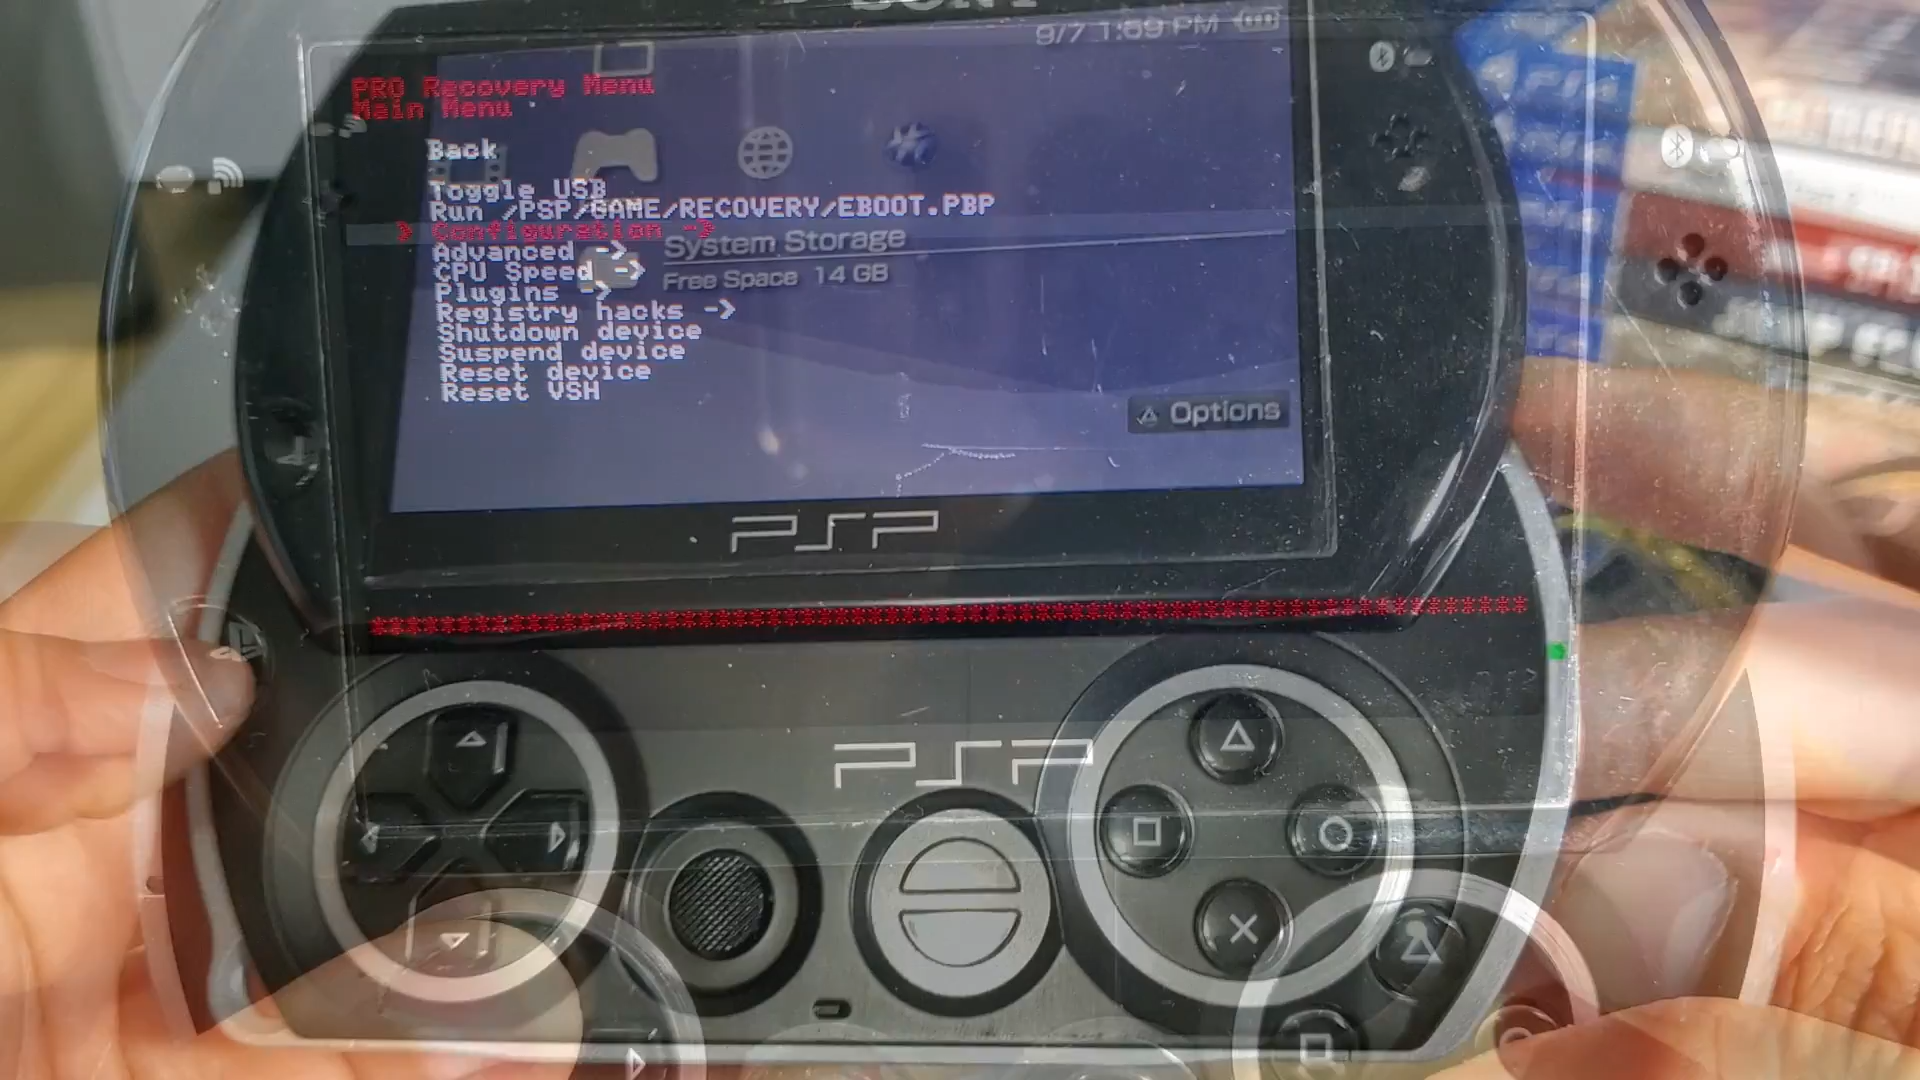 SONY
9/7 1:59 PM
PRO Recovery Menu
Main Menu
Back
Toggle USB
Run /PSP/GAME/RECOVERY/EBOOT.PBP
> Configuration ->
Advanced ->
CPU Speed ->
Plugins ->
Registry hacks ->
Shutdown device
Suspend device
Reset device
Reset VSH
System Storage
Free Space 14 GB
Options
PSP
***********************************************************************
PSP